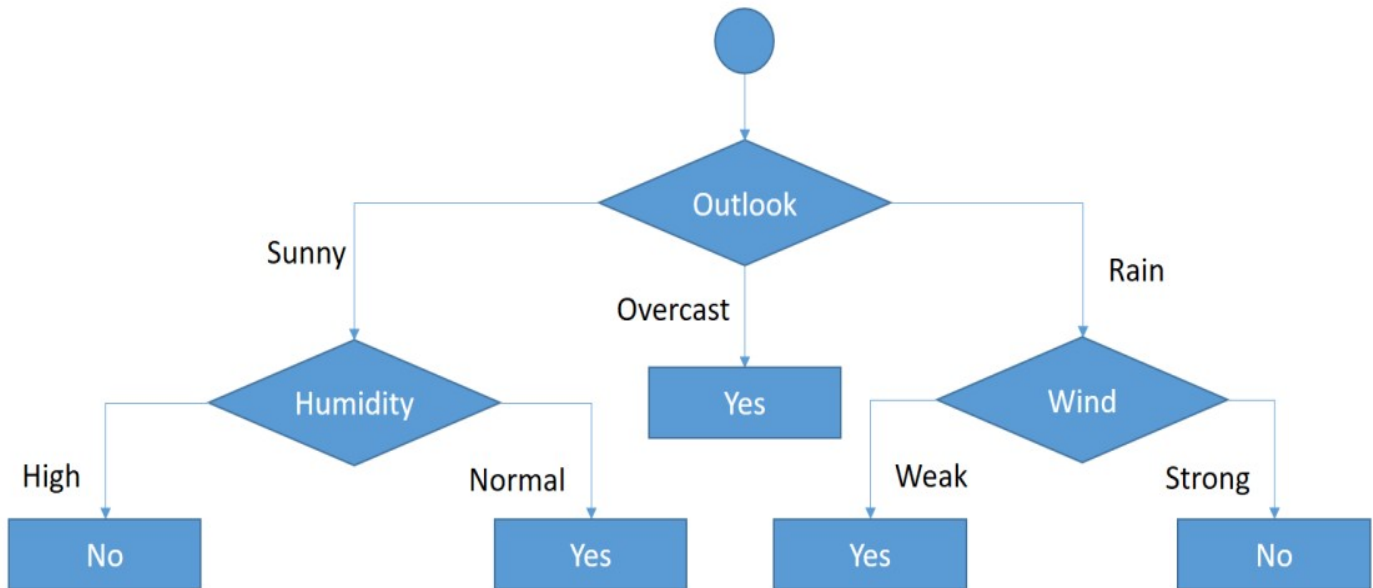 Outlook
Sunny
Rain
Overcast
Humidity
Yes
Wind
High
Normal
Weak
Strong
No
Yes
Yes
No